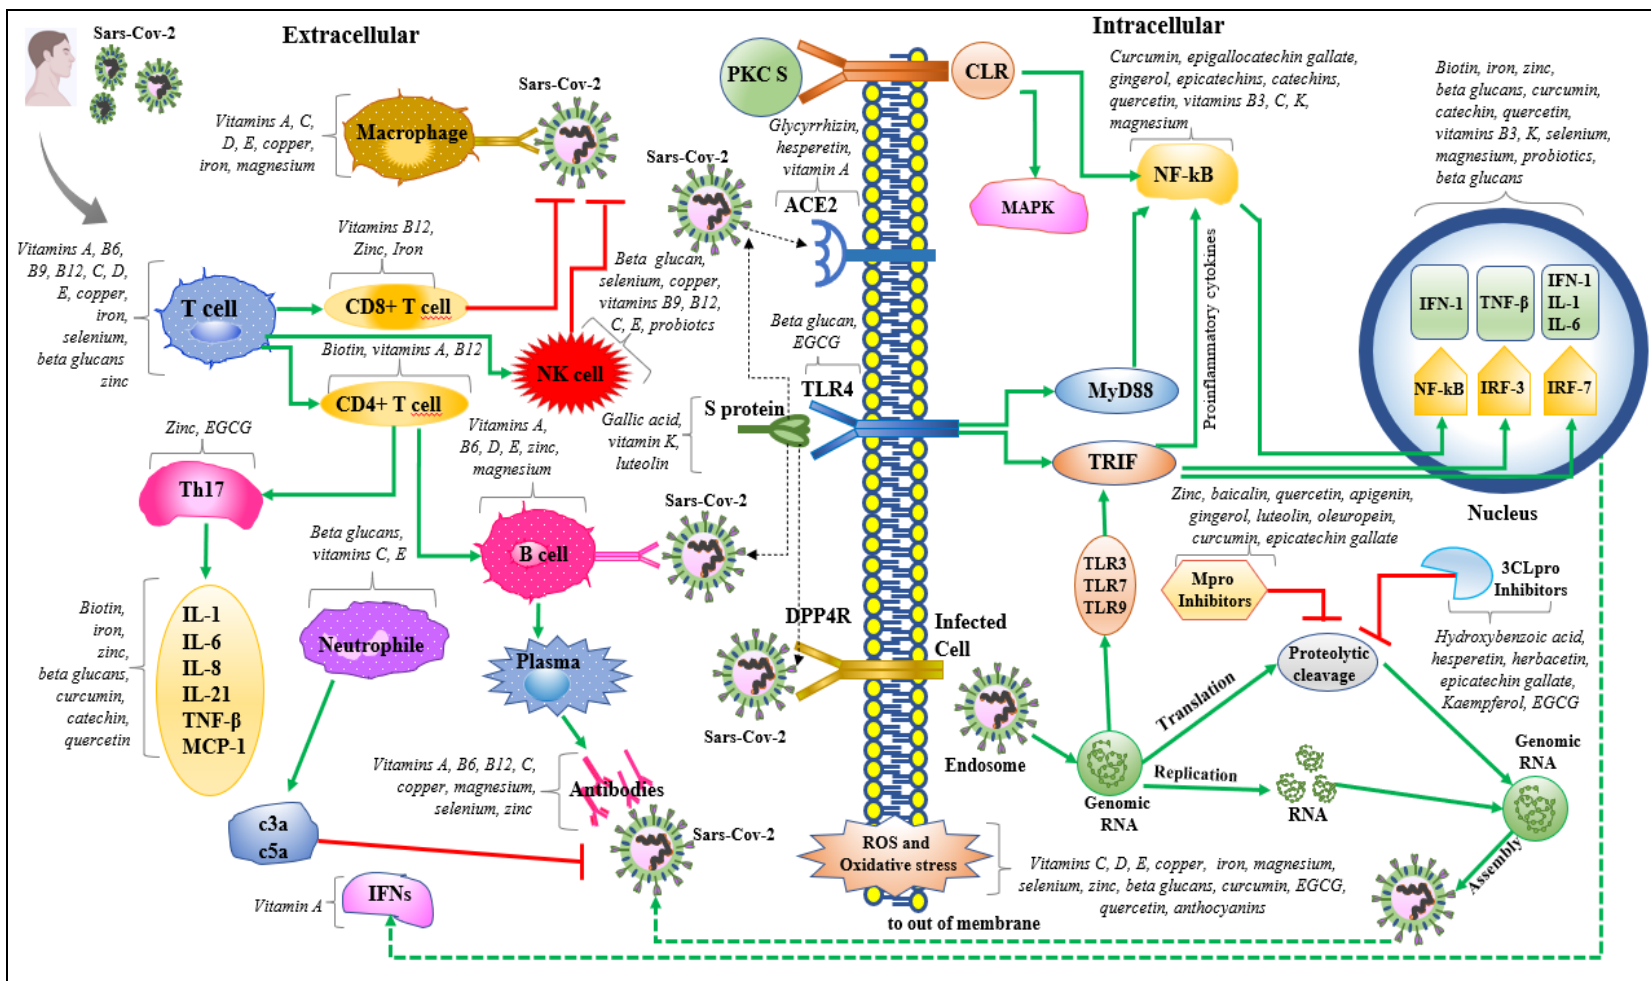 Sars-Cov-2
Extracellular
Intracellular
Vitamins A, C,
D, E, copper,
iron, magnesium
Macrophage
Sars-Cov-2
PKC S
CLR
Curcumin, epigallocatechin gallate,
gingerol, epicatechins, catechins,
quercetin, vitamins B3, C, K,
magnesium
NF-kB
MAPK
Biotin, iron, zinc,
beta glucans, curcumin,
catechin, quercetin,
vitamins B3, K, selenium,
magnesium, probiotics,
beta glucans
Glycyrrhizin,
hesperetin,
vitamin A
ACE2
Sars-Cov-2
Vitamins A, B6,
B9, B12, C, D,
E, copper,
iron,
selenium,
beta glucans
zinc
T cell
Vitamins B12,
Zinc, Iron
CD8+ T cell
Biotin, vitamins A, B12
CD4+ T cell
Beta glucan,
selenium, copper,
vitamins B9, B12,
C, E, probiotcs
NK cell
Beta glucan,
EGCG
TLR4
S protein
Gallic acid,
vitamin K,
luteolin
MyD88
TRIF
Proinflammatory cytokines
IFN-1
TNF-β
IFN-1
IL-1
IL-6
NF-kB
IRF-3
IRF-7
Nucleus
Zinc, EGCG
Th17
Vitamins A,
B6, D, E, zinc,
magnesium
B cell
Sars-Cov-2
Beta glucans,
vitamins C, E
Neutrophile
Biotin,
iron,
zinc,
beta glucans,
curcumin,
catechin,
quercetin
IL-1
IL-6
IL-8
IL-21
TNF-β
MCP-1
Plasma
DPP4R
Sars-Cov-2
Infected
Cell
Endosome
TLR3
TLR7
TLR9
Zinc, baicalin, quercetin, apigenin,
gingerol, luteolin, oleuropein,
curcumin, epicatechin gallate
Mpro
Inhibitors
3CLpro
Inhibitors
Proteolytic
cleavage
Hydroxybenzoic acid,
hesperetin, herbacetin,
epicatechin gallate,
Kaempferol, EGCG
Translation
Replication
Genomic
RNA
RNA
Genomic
RNA
Assembly
Vitamins A, B6, B12, C,
copper, magnesium,
selenium, zinc
Antibodies
Sars-Cov-2
c3a
c5a
Vitamin A
IFNs
ROS and
Oxidative stress
Vitamins C, D, E, copper, iron, magnesium,
selenium, zinc, beta glucans, curcumin, EGCG,
quercetin, anthocyanins
to out of membrane